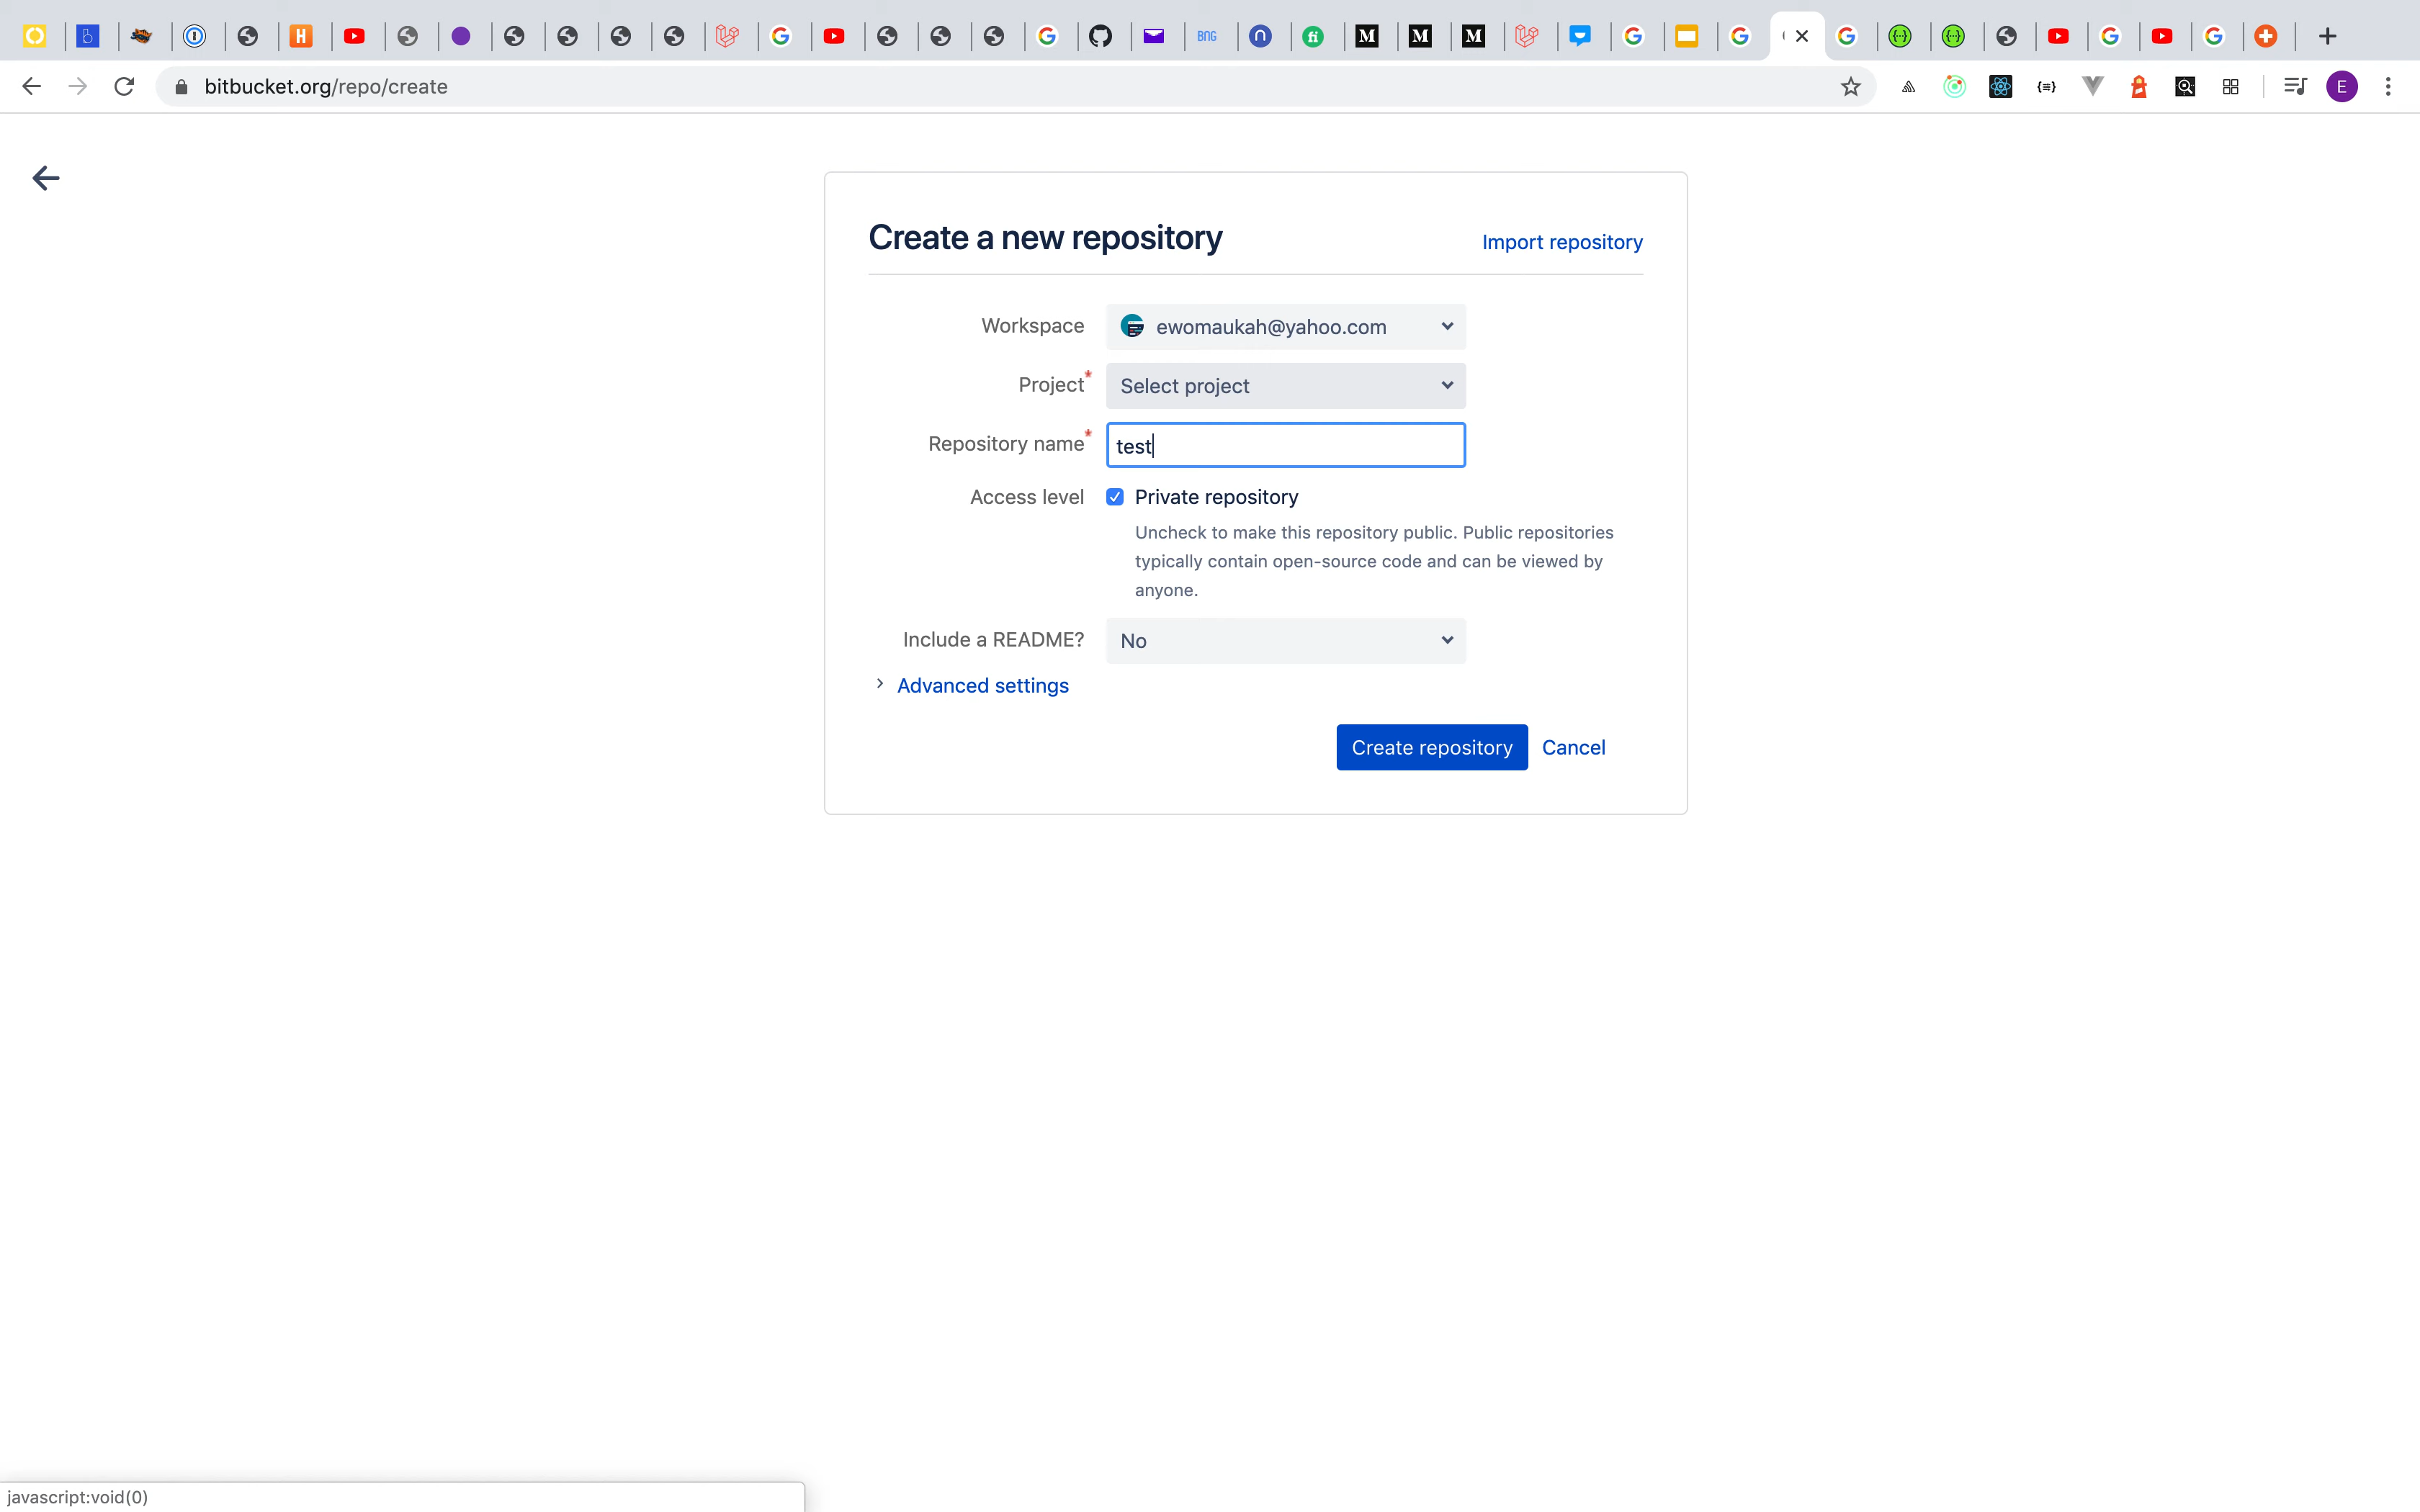 bitbucket.org/repo/create
Create a new repository
Import repository
Workspace
ewomaukah@yahoo.com
Project*
Select project
Repository name*
test
Access level
Private repository
Uncheck to make this repository public. Public repositories
typically contain open-source code and can be viewed by
anyone.
Include a README?
No
Advanced settings
Create repository
Cancel
javascript:void(0)